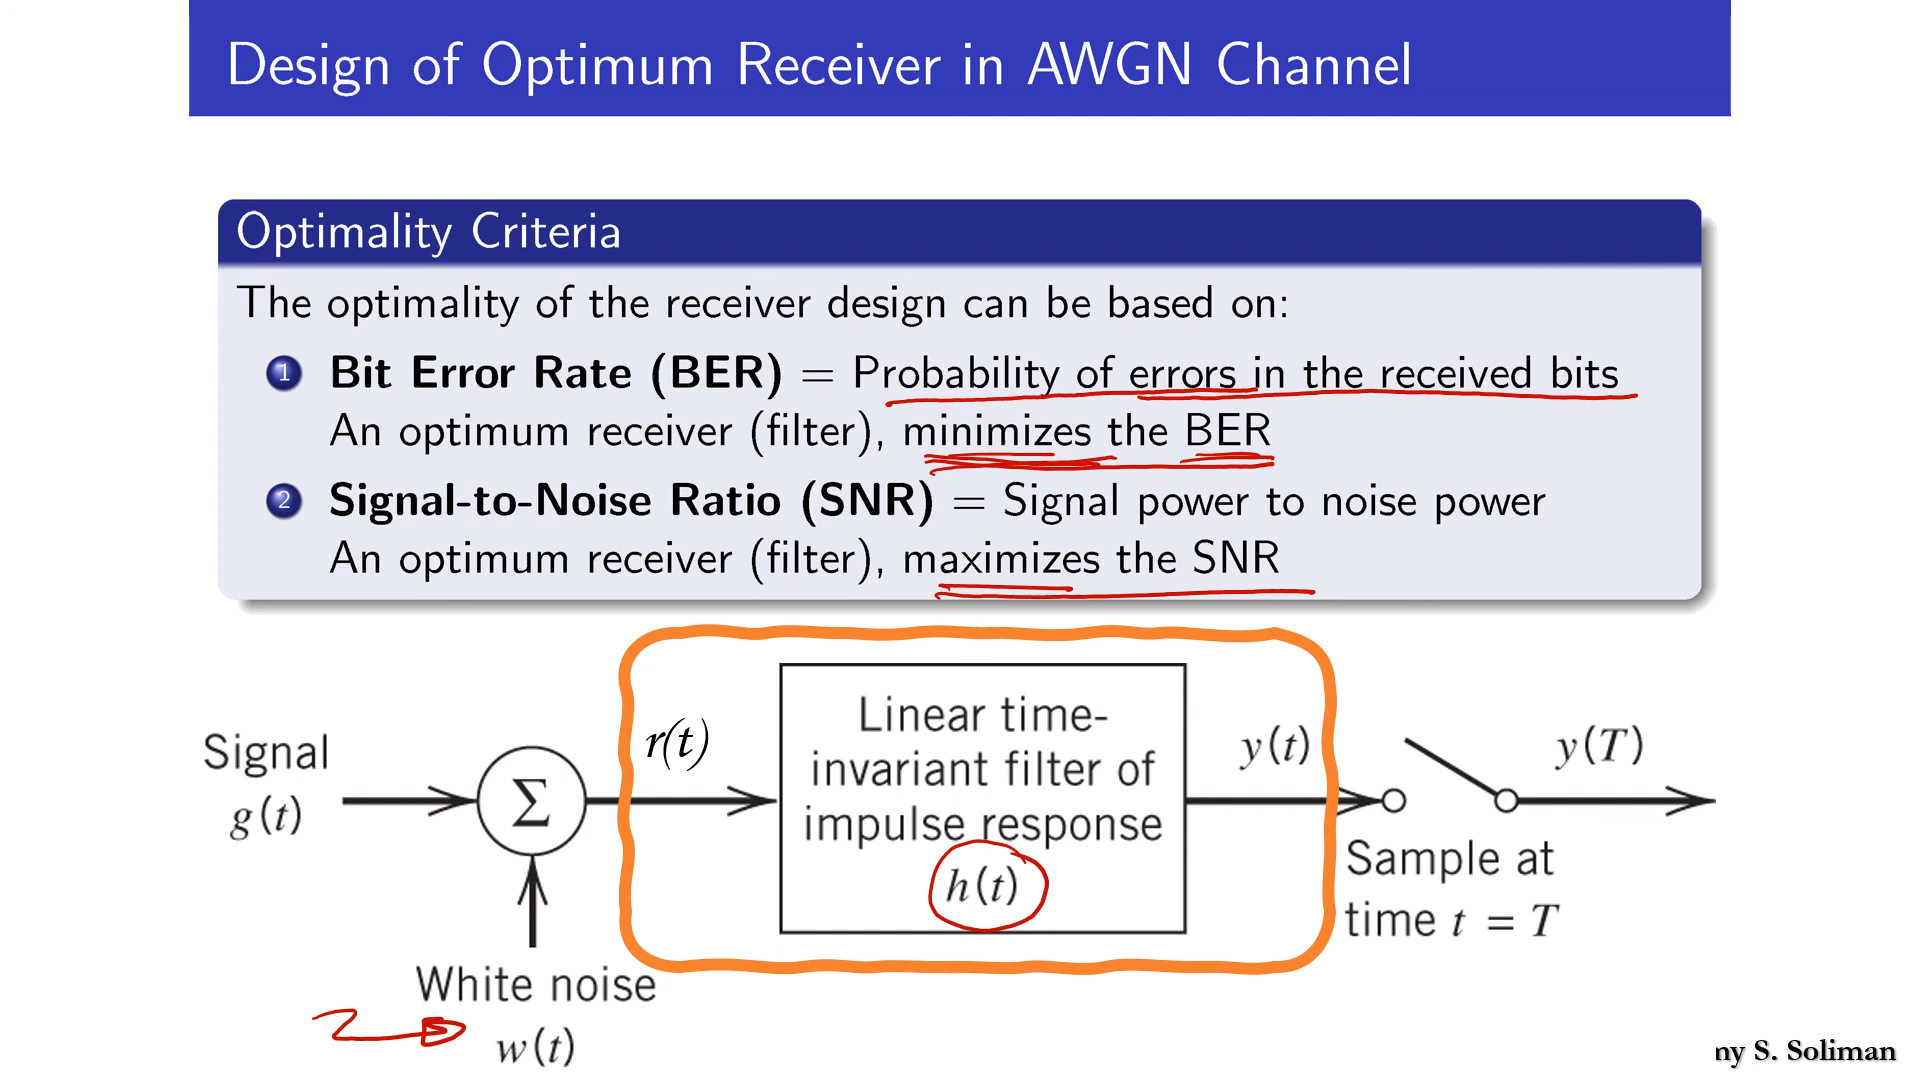 Design of Optimum Receiver in AWGN Channel
Optimality Criteria
The optimality of the receiver design can be based on:
1 Bit Error Rate (BER) = Probability of errors in the received bits
An optimum receiver (filter), minimizes the BER
2 Signal-to-Noise Ratio (SNR) = Signal power to noise power
An optimum receiver (filter), maximizes the SNR
Signal
g(t)
Σ
White noise
w(t)
r(t)
Linear time-
invariant filter of
impulse response
h(t)
y(t)
Sample at
time t = T
y(T)
ny S. Soliman